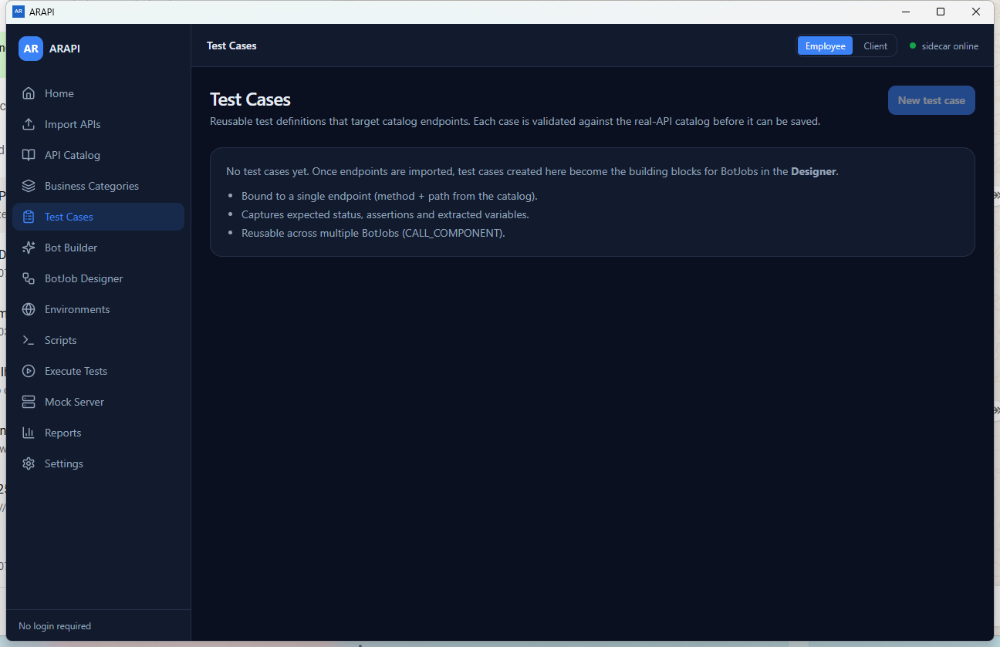 AR ARAPI
AR ARAPI
Test Cases
Employee Client sidecar online
Home
Import APIs
API Catalog
Business Categories
Test Cases
Bot Builder
BotJob Designer
Environments
Scripts
Execute Tests
Mock Server
Reports
Settings
No login required
Test Cases
New test case
Reusable test definitions that target catalog endpoints. Each case is validated against the real-API catalog before it can be saved.
No test cases yet. Once endpoints are imported, test cases created here become the building blocks for BotJobs in the Designer.
• Bound to a single endpoint (method + path from the catalog).
• Captures expected status, assertions and extracted variables.
• Reusable across multiple BotJobs (CALL_COMPONENT).